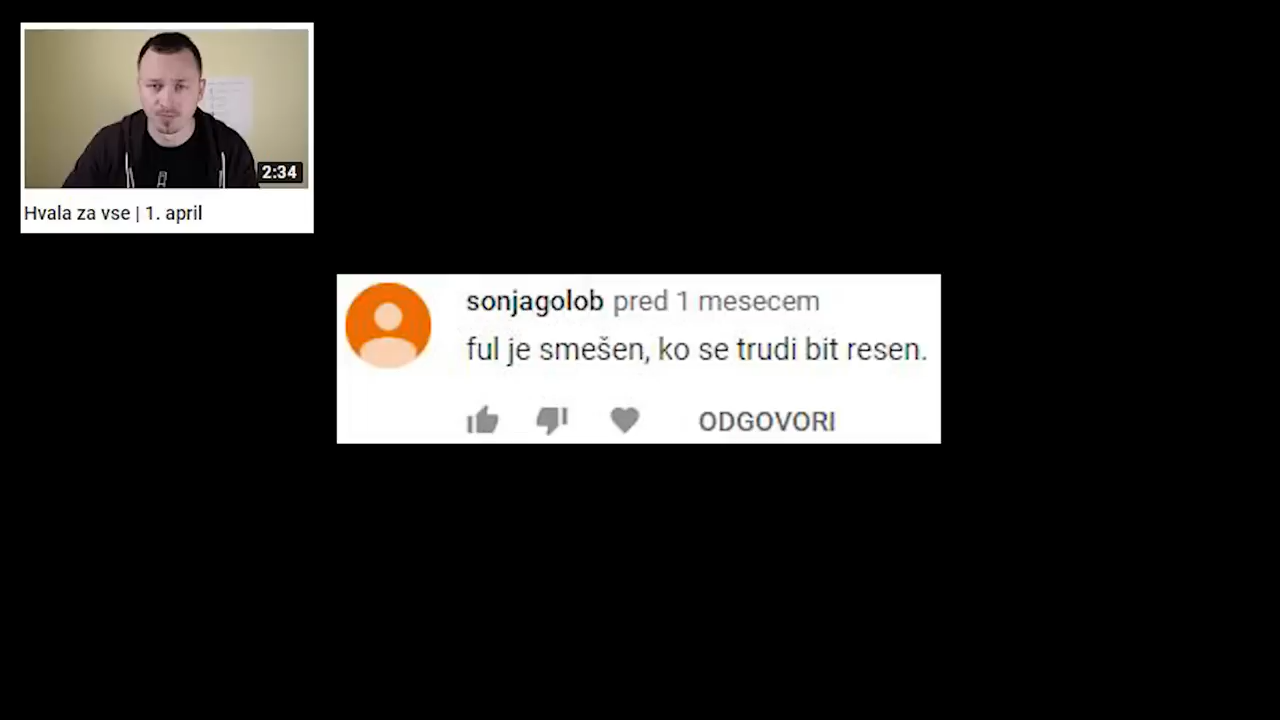 2:34
Hvala za vse | 1. april
sonjagolob pred 1 mesecem
ful je smešen, ko se trudi bit resen.
ODGOVORI